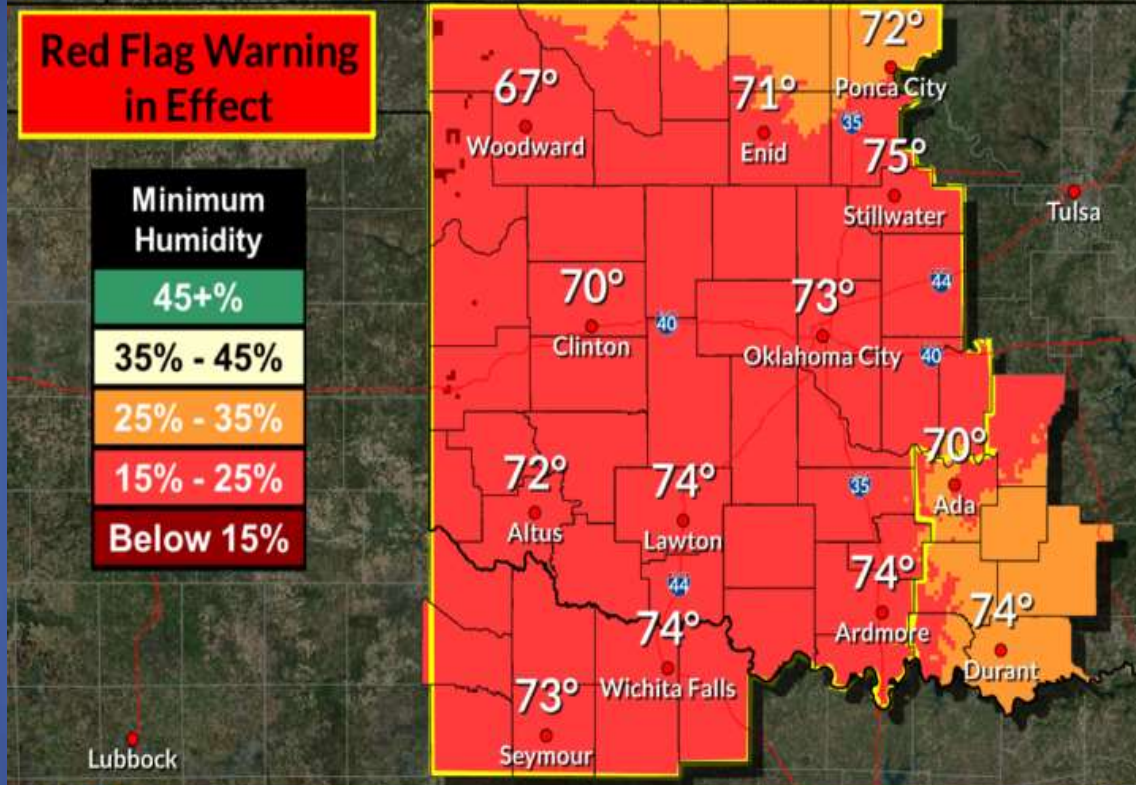 Red Flag Warning
in Effect
Minimum
Humidity
45+%
35% - 45%
25% - 35%
15% - 25%
Below 15%
72°
Ponca City
67°
Woodward
71°
Enid
35
75°
Stillwater
Tulsa
44
70°
Clinton
40
73°
Oklahoma City
40
72°
Altus
74°
Lawton
35
70°
Ada
44
74°
Ardmore
74°
Wichita Falls
74°
Durant
73°
Seymour
Lubbock